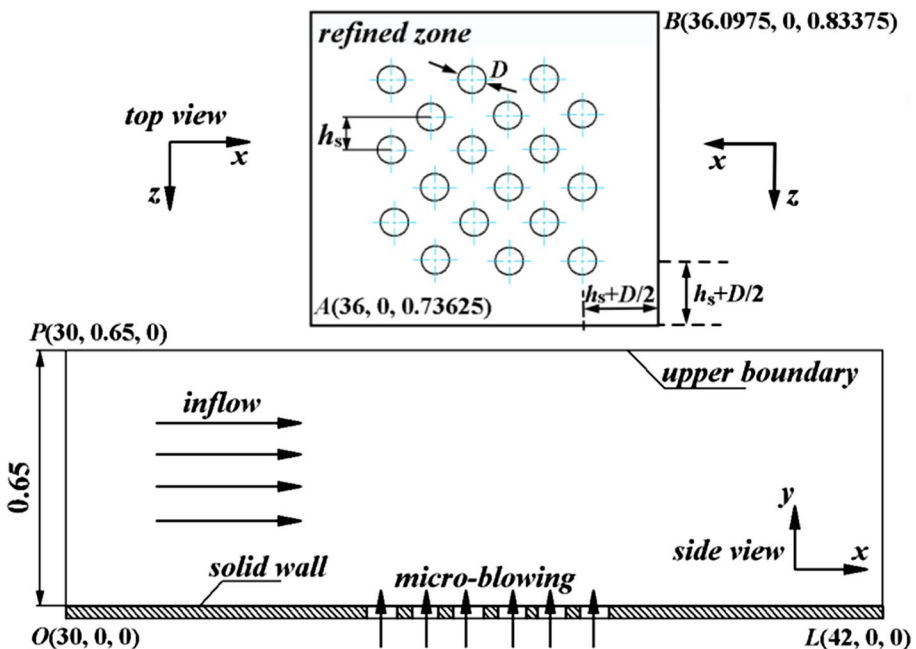 refined zone
B(36.0975, 0, 0.83375)
D
top view
x
z
hs
x
z
hs+D/2
hs+D/2
A(36, 0, 0.73625)
P(30, 0.65, 0)
upper boundary
inflow
0.65
y
x
side view
solid wall
micro-blowing
O(30, 0, 0)
L(42, 0, 0)